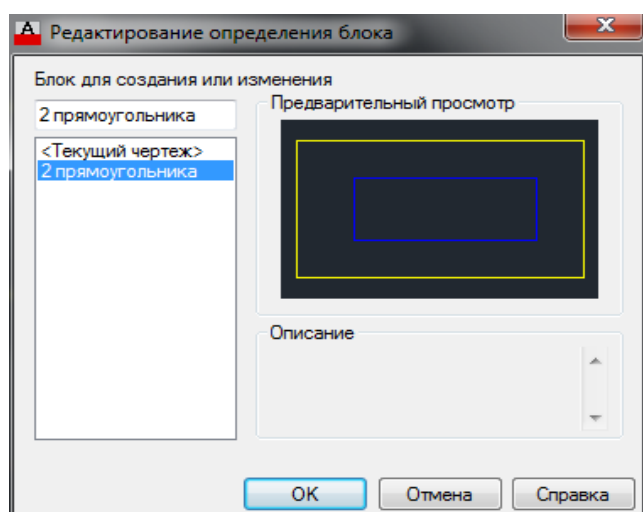 Редактирование определения блока
Блок для создания или изменения
2 прямоугольника
<Текущий чертеж>
2 прямоугольника
Предварительный просмотр
Описание
ОК
Отмена
Справка